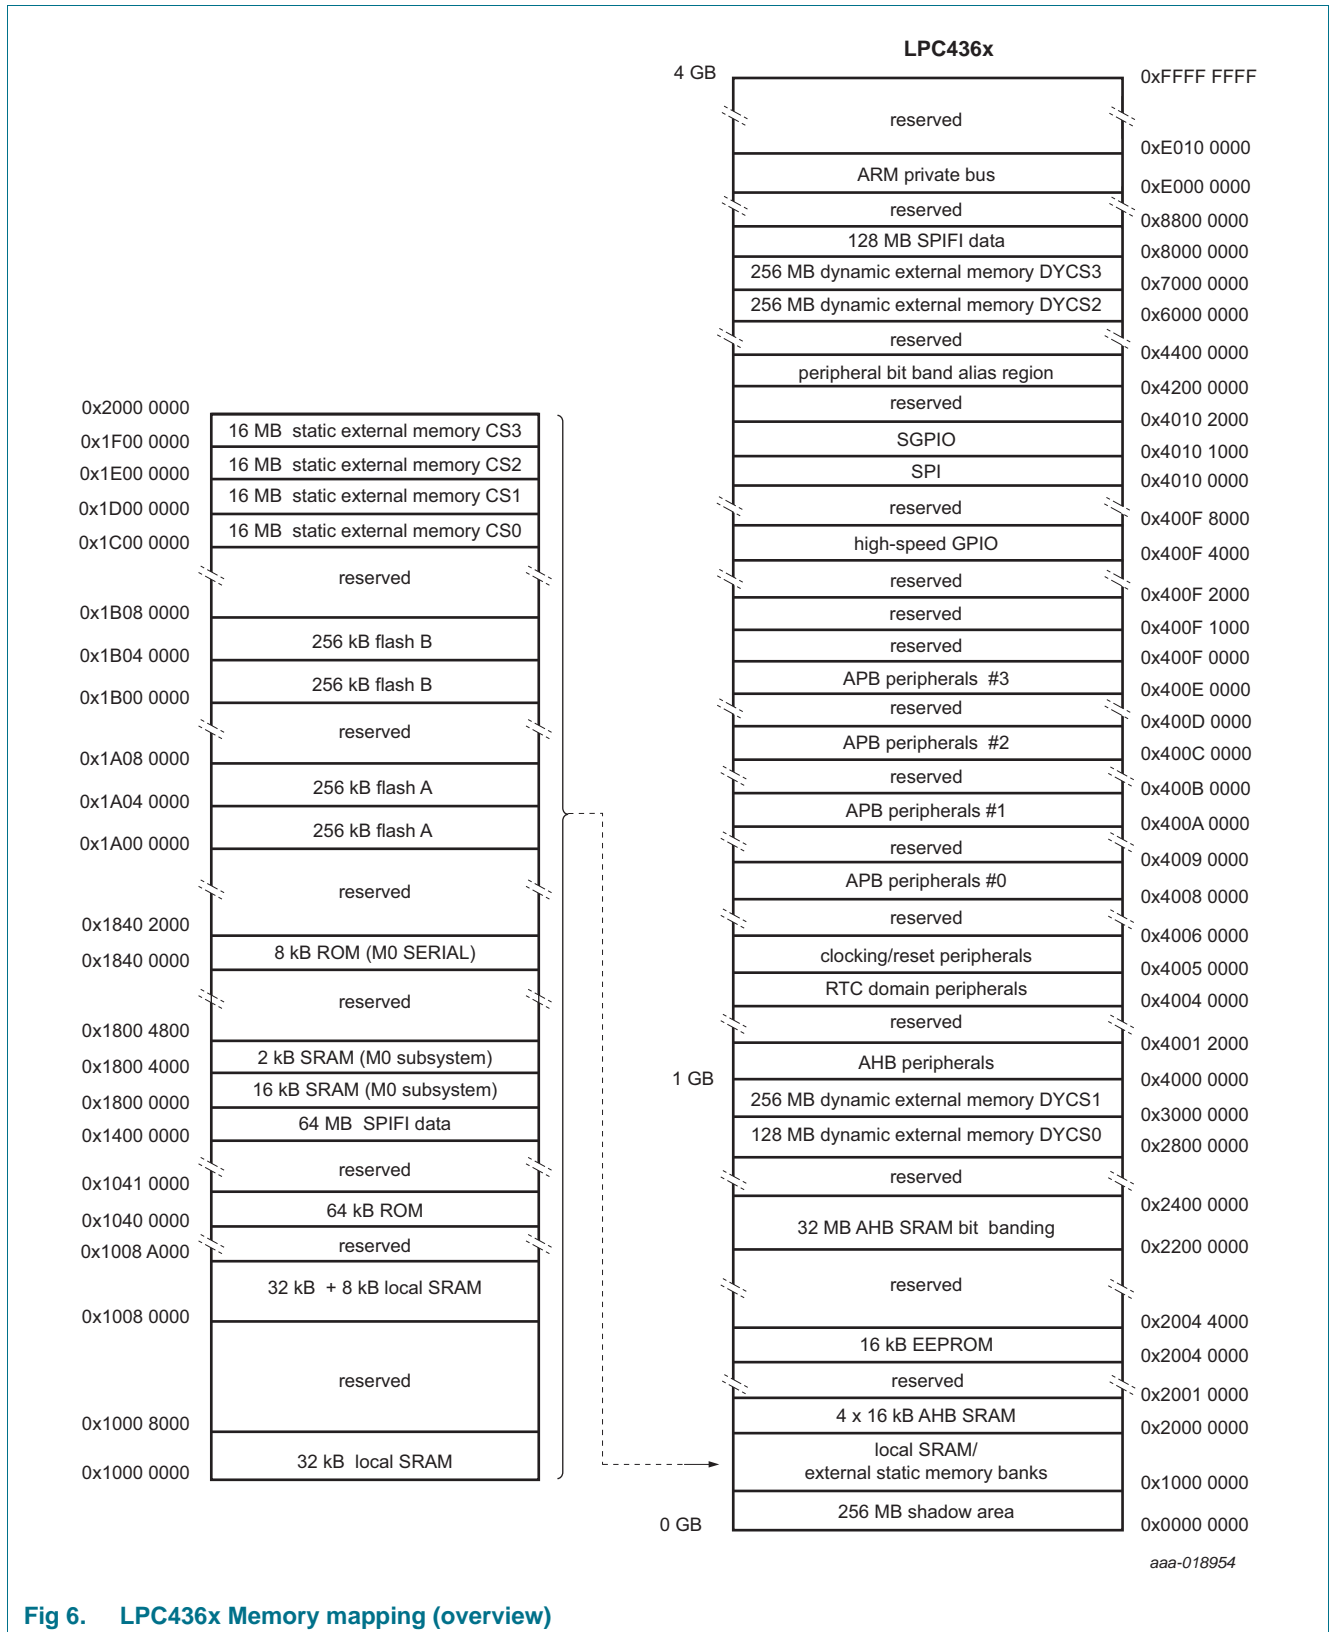 LPC436x
4 GB
0xFFFF FFFF
reserved
0xE010 0000
ARM private bus
0xE000 0000
reserved
0x8800 0000
128 MB SPIFI data
0x8000 0000
256 MB dynamic external memory DYCS3
0x7000 0000
256 MB dynamic external memory DYCS2
0x6000 0000
reserved
0x4400 0000
peripheral bit band alias region
0x4200 0000
reserved
0x4010 2000
SGPIO
0x4010 1000
SPI
0x4010 0000
reserved
0x400F 8000
high-speed GPIO
0x400F 4000
reserved
0x400F 2000
reserved
0x400F 1000
reserved
0x400F 0000
APB peripherals #3
0x400E 0000
reserved
0x400D 0000
APB peripherals #2
0x400C 0000
reserved
0x400B 0000
APB peripherals #1
0x400A 0000
reserved
0x4009 0000
APB peripherals #0
0x4008 0000
reserved
0x4006 0000
clocking/reset peripherals
0x4005 0000
RTC domain peripherals
0x4004 0000
reserved
0x4001 2000
AHB peripherals
1 GB
0x4000 0000
256 MB dynamic external memory DYCS1
0x3000 0000
128 MB dynamic external memory DYCS0
0x2800 0000
reserved
0x2400 0000
32 MB AHB SRAM bit banding
0x2200 0000
reserved
0x2004 4000
16 kB EEPROM
0x2004 0000
reserved
0x2001 0000
4 x 16 kB AHB SRAM
0x2000 0000
local SRAM/
external static memory banks
0x1000 0000
256 MB shadow area
0 GB
0x0000 0000
0x2000 0000
16 MB static external memory CS3
0x1F00 0000
16 MB static external memory CS2
0x1E00 0000
16 MB static external memory CS1
0x1D00 0000
16 MB static external memory CS0
0x1C00 0000
reserved
0x1B08 0000
256 kB flash B
0x1B04 0000
256 kB flash B
0x1B00 0000
reserved
0x1A08 0000
256 kB flash A
0x1A04 0000
256 kB flash A
0x1A00 0000
reserved
0x1840 2000
8 kB ROM (M0 SERIAL)
0x1840 0000
reserved
0x1800 4800
2 kB SRAM (M0 subsystem)
0x1800 4000
16 kB SRAM (M0 subsystem)
0x1800 0000
64 MB SPIFI data
0x1400 0000
reserved
0x1041 0000
64 kB ROM
0x1040 0000
reserved
0x1008 A000
32 kB + 8 kB local SRAM
0x1008 0000
reserved
0x1000 8000
32 kB local SRAM
0x1000 0000
aaa-018954
Fig 6. LPC436x Memory mapping (overview)